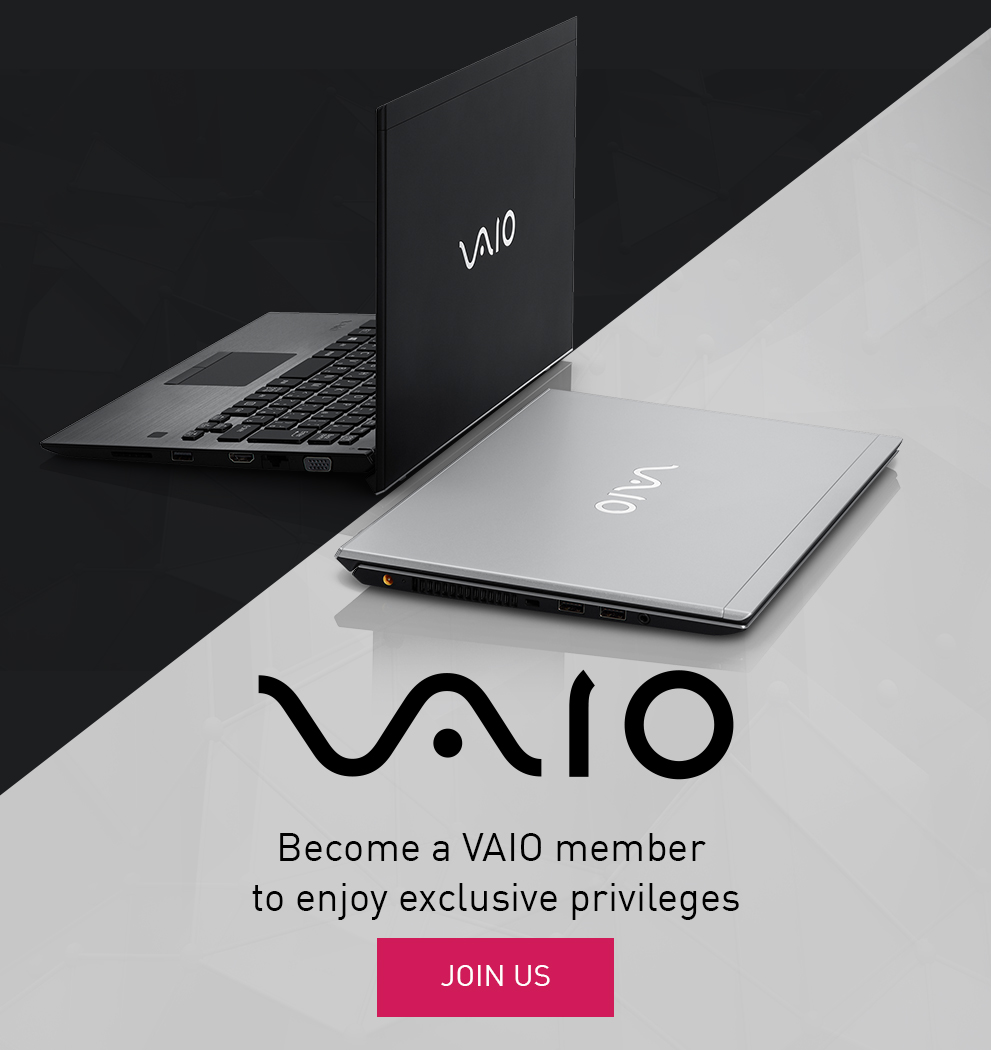 VAIO
VAIO
VAIO
Become a VAIO member
to enjoy exclusive privileges
JOIN US